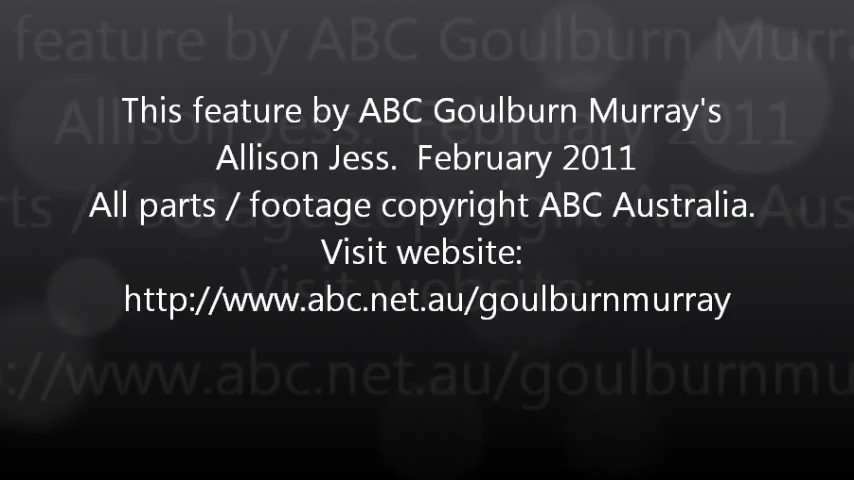 This feature by ABC Goulburn Murray's
Allison Jess.  February 2011
All parts / footage copyright ABC Australia.
Visit website:
http://www.abc.net.au/goulburnmurray